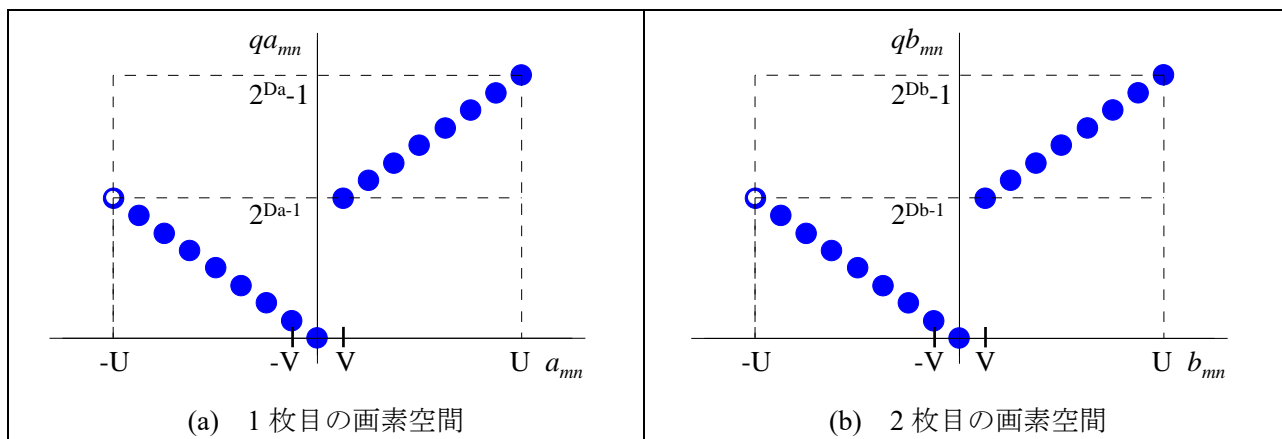 qa_mn
2^Da-1
2^Da-1
-U -V V U a_mn
(a) 1 枚目の画素空間
qb_mn
2^Db-1
2^Db-1
-U -V V U b_mn
(b) 2 枚目の画素空間